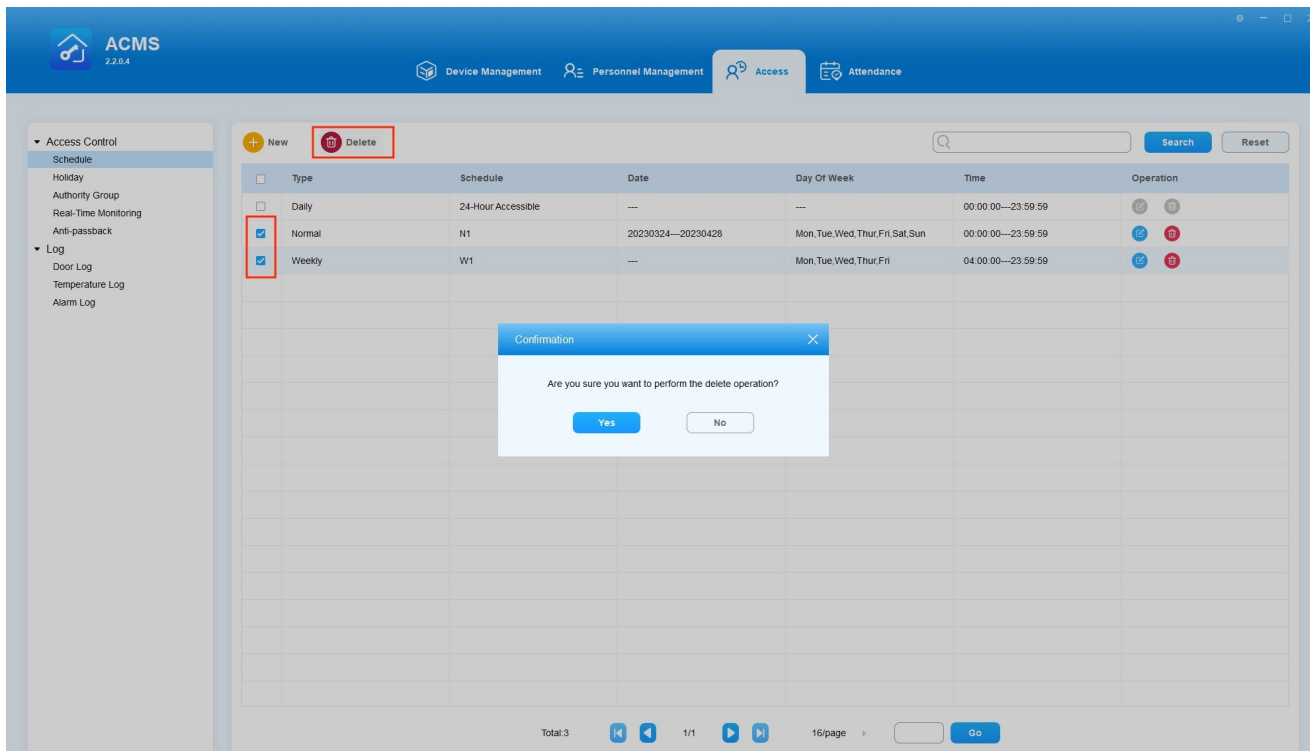 ACMS
2.2.0.4
Device Management Personnel Management Access Attendance
Access Control
Schedule
Holiday
Authority Group
Real-Time Monitoring
Anti-passback
Log
Door Log
Temperature Log
Alarm Log
New Delete Search Reset
Type Schedule Date Day Of Week Time Operation
Daily 24-Hour Accessible --- --- 00:00:00---23:59:59
Normal N1 20230324---20230428 Mon,Tue,Wed,Thur,Fri,Sat,Sun 00:00:00---23:59:59
Weekly W1 --- Mon,Tue,Wed,Thur,Fri 04:00:00---23:59:59
Confirmation
Are you sure you want to perform the delete operation?
Yes No
Total:3 1/1 16/page Go